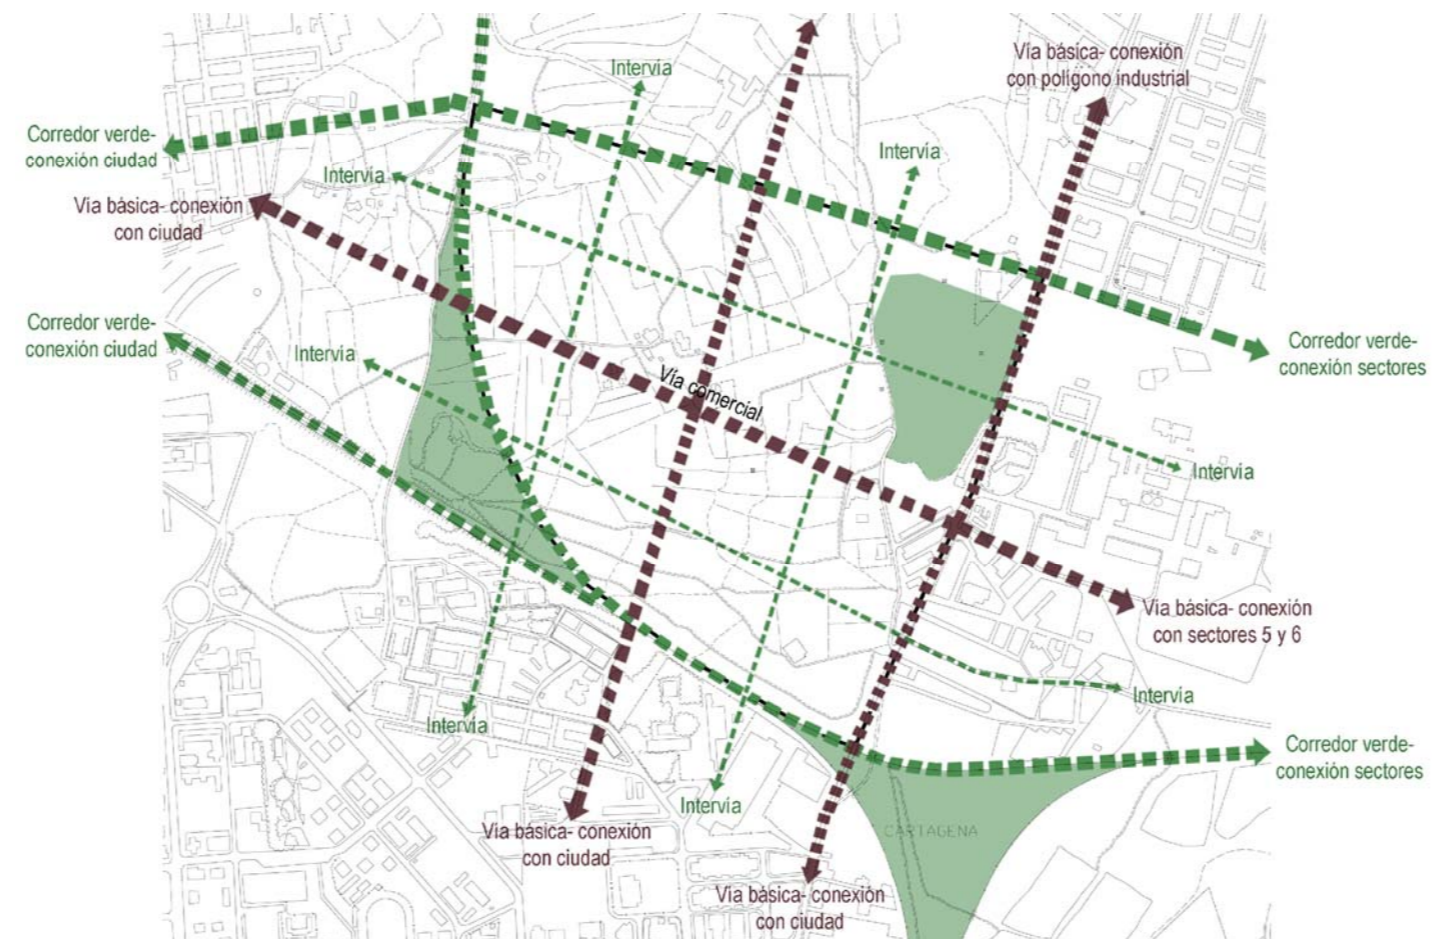 Vía básica- conexión
con polígono industrial
Intervía
Corredor verde-
conexión ciudad
Intervía
Intervía
Vía básica- conexión
con ciudad
Corredor verde-
conexión ciudad
Intervía
Corredor verde-
conexión sectores
Vía comercial
Intervía
Vía básica- conexión
con sectores 5 y 6
Intervía
Intervía
Corredor verde-
conexión sectores
Intervía
Vía básica- conexión
con ciudad
CARTAGENA
Vía básica- conexión
con ciudad